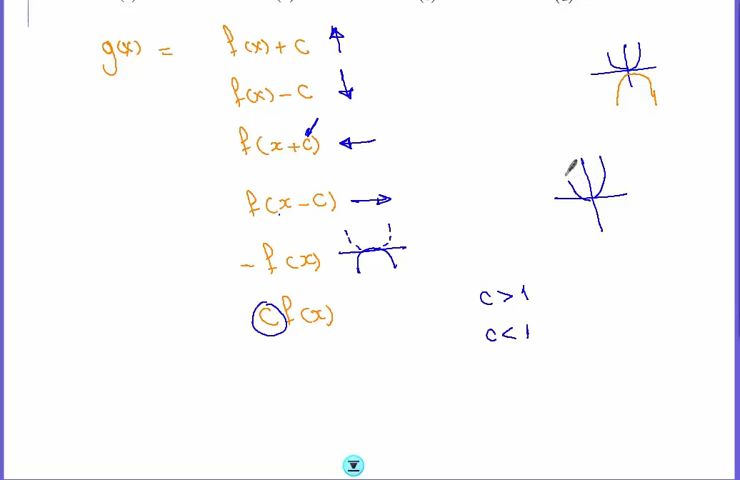 g(x) = f(x) + C ↑
f(x) - C ↓
f(x + C) ←
f(x - C) →
- f(x)
C f(x)
c > 1
c < 1